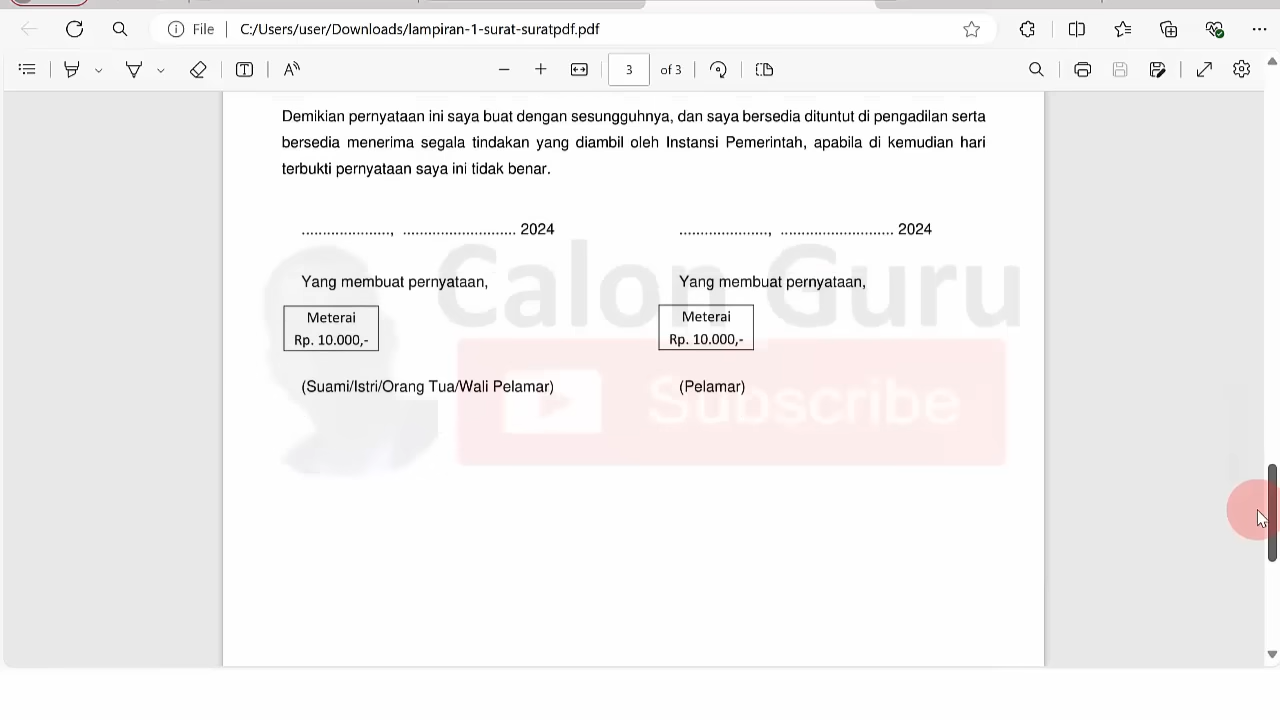 File
C:/Users/user/Downloads/lampiran-1-surat-suratpdf.pdf
3 of 3
Demikian pernyataan ini saya buat dengan sesungguhnya, dan saya bersedia dituntut di pengadilan serta
bersedia menerima segala tindakan yang diambil oleh Instansi Pemerintah, apabila di kemudian hari
terbukti pernyataan saya ini tidak benar.
....................., ........................... 2024
....................., ........................... 2024
Calon Guru
Yang membuat pernyataan,
Yang membuat pernyataan,
Meterai
Rp. 10.000,-
Meterai
Rp. 10.000,-
(Suami/Istri/Orang Tua/Wali Pelamar)
(Pelamar)
Subscribe